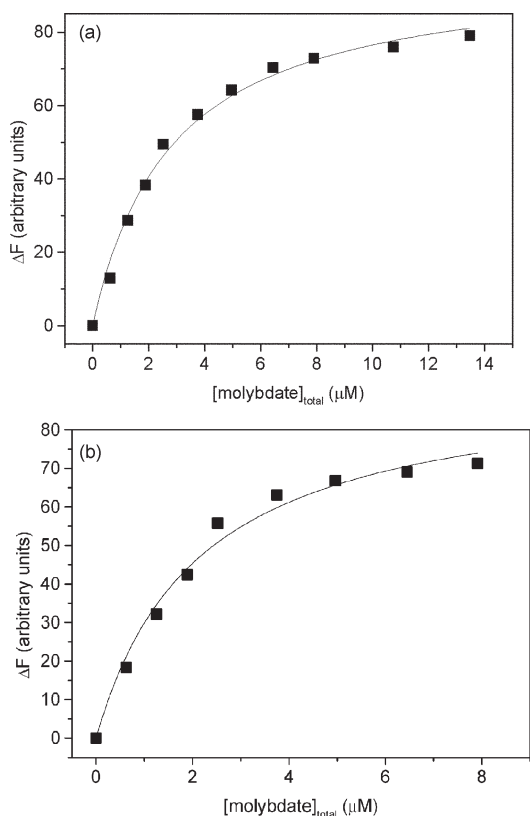 (a)
80
60
40
20
0
ΔF (arbitrary units)
0 2 4 6 8 10 12 14
[molybdate]total (μM)
(b)
80
70
60
50
40
30
20
10
0
ΔF (arbitrary units)
0 2 4 6 8
[molybdate]total (μM)